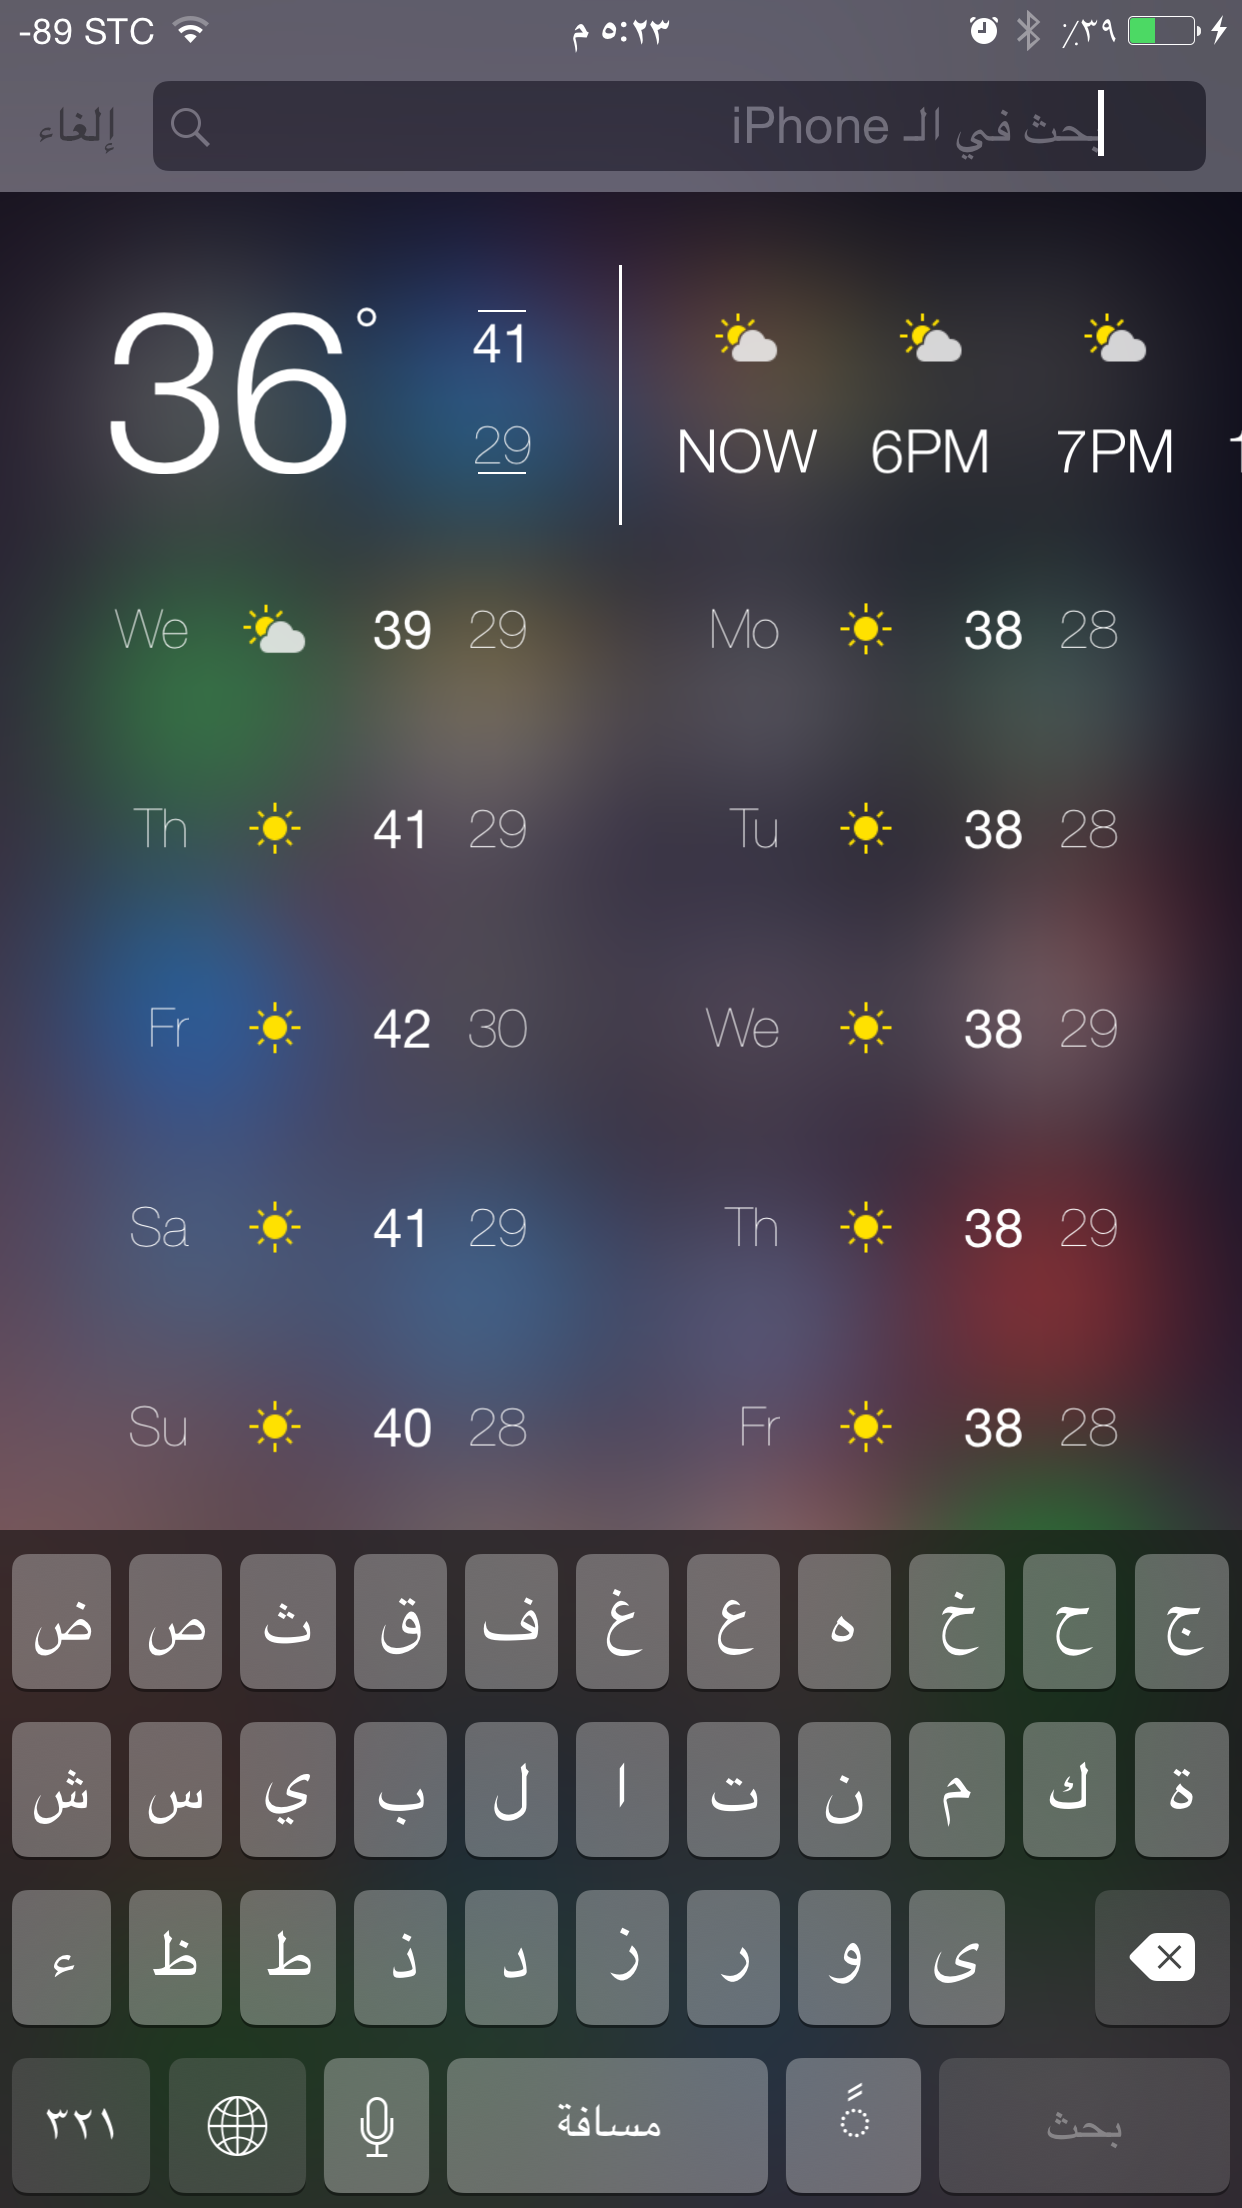 -89 STC ٥:٢٣ م ٪٣٩
بحث في الـ iPhone إلغاء
36° 41 29
NOW 6PM 7PM
We 39 29 Mo 38 28
Th 41 29 Tu 38 28
Fr 42 30 We 38 29
Sa 41 29 Th 38 29
Su 40 28 Fr 38 28
ض ص ث ق ف غ ع ه خ ح ج
ش س ي ب ل ا ت ن م ك ة
ء ظ ط ذ د ز ر و ى
٣٢١ مسافة بحث